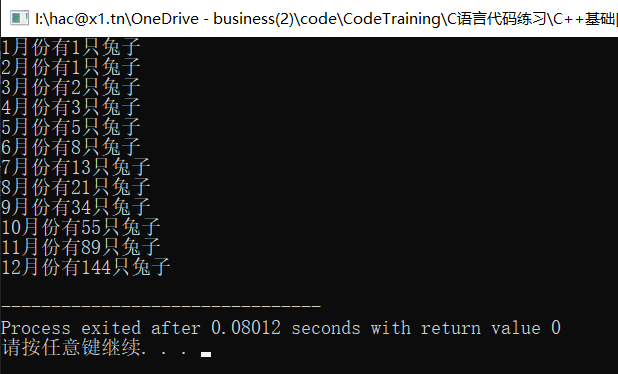 I:\hac@x1.tn\OneDrive - business(2)\code\CodeTraining\C语言代码练习\C++基础
1月份有1只兔子
2月份有1只兔子
3月份有2只兔子
4月份有3只兔子
5月份有5只兔子
6月份有8只兔子
7月份有13只兔子
8月份有21只兔子
9月份有34只兔子
10月份有55只兔子
11月份有89只兔子
12月份有144只兔子
--------------------------------
Process exited after 0.08012 seconds with return value 0
请按任意键继续. . .